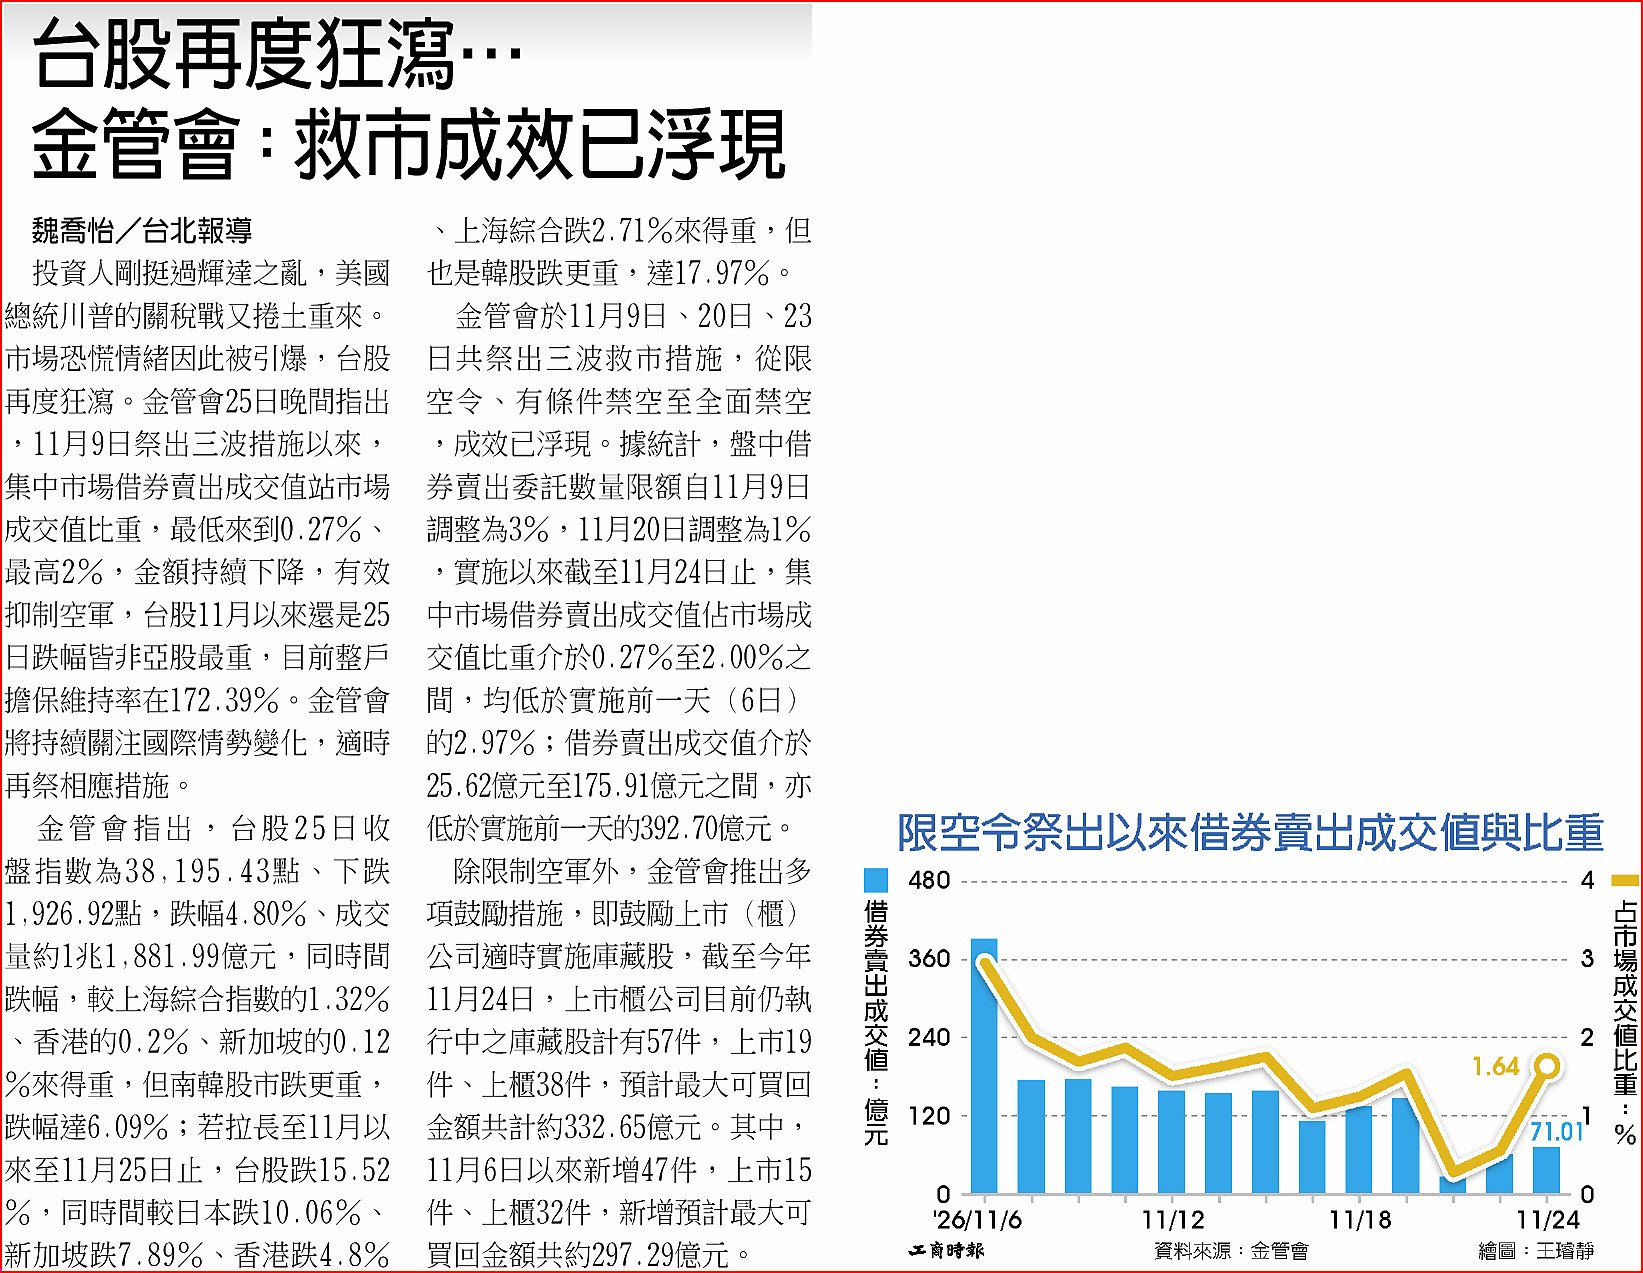 台股再度狂瀉…
金管會：救市成效已浮現
魏喬怡／台北報導
投資人剛挺過輝達之亂，美國
總統川普的關稅戰又捲土重來。
市場恐慌情緒因此被引爆，台股
再度狂瀉。金管會25日晚間指出
，11月9日祭出三波措施以來，
集中市場借券賣出成交值站市場
成交值比重，最低來到0.27%、
最高2%，金額持續下降，有效
抑制空軍，台股11月以來還是25
日跌幅皆非亞股最重，目前整戶
擔保維持率在172.39%。金管會
將持續關注國際情勢變化，適時
再祭相應措施。
金管會指出，台股25日收
盤指數為38,195.43點、下跌
1,926.92點，跌幅4.80%、成交
量約1兆1,881.99億元，同時間
跌幅，較上海綜合指數的1.32%
、香港的0.2%、新加坡的0.12
%來得重，但南韓股市跌更重，
跌幅達6.09%；若拉長至11月以
來至11月25日止，台股跌15.52
%，同時間較日本跌10.06%、
新加坡跌7.89%、香港跌4.8%
、上海綜合跌2.71%來得重，但
也是韓股跌更重，達17.97%。
金管會於11月9日、20日、23
日共祭出三波救市措施，從限
空令、有條件禁空至全面禁空
，成效已浮現。據統計，盤中借
券賣出委託數量限額自11月9日
調整為3%，11月20日調整為1%
，實施以來截至11月24日止，集
中市場借券賣出成交值佔市場成
交值比重介於0.27%至2.00%之
間，均低於實施前一天（6日）
的2.97%；借券賣出成交值介於
25.62億元至175.91億元之間，亦
低於實施前一天的392.70億元。
除限制空軍外，金管會推出多
項鼓勵措施，即鼓勵上市（櫃）
公司適時實施庫藏股，截至今年
11月24日，上市櫃公司目前仍執
行中之庫藏股計有57件，上市19
件、上櫃38件，預計最大可買回
金額共計約332.65億元。其中，
11月6日以來新增47件，上市15
件、上櫃32件，新增預計最大可
買回金額共約297.29億元。
限空令祭出以來借券賣出成交值與比重
借券賣出成交值：億元
占市場成交值比重：%
480
360
240
120
0
4
3
2
1
0
1.64
71.01
'26/11/6
11/12
11/18
11/24
工商時報
資料來源：金管會
繪圖：王璿靜